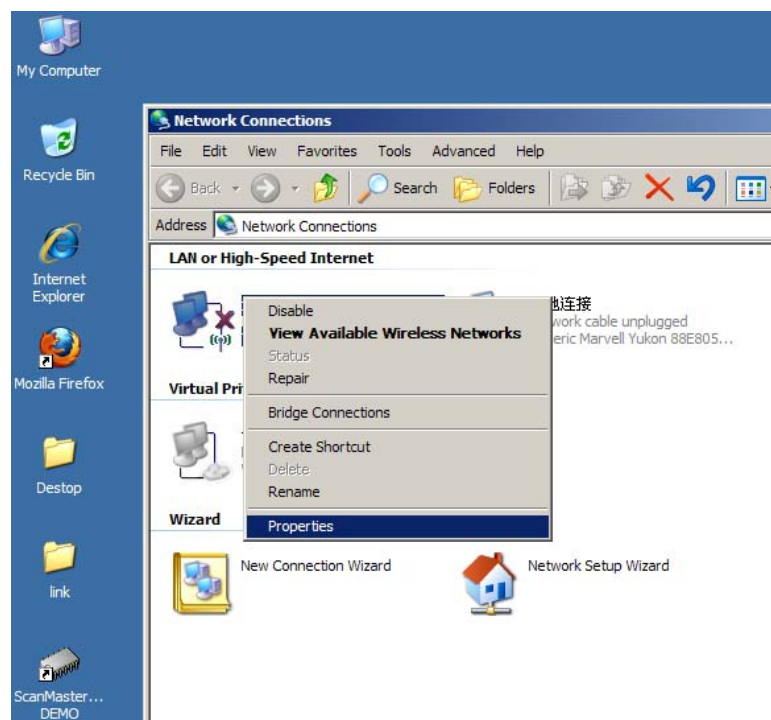 My Computer
Recycle Bin
Internet
Explorer
Mozilla Firefox
Destop
link
ScanMaster...
DEMO
Network Connections
File Edit View Favorites Tools Advanced Help
Back Search Folders
Address Network Connections
LAN or High-Speed Internet
连接
work cable unplugged
eric Marvell Yukon 88E805...
Disable
View Available Wireless Networks
Status
Repair
Bridge Connections
Create Shortcut
Delete
Rename
Properties
Virtual Pri
Wizard
New Connection Wizard
Network Setup Wizard